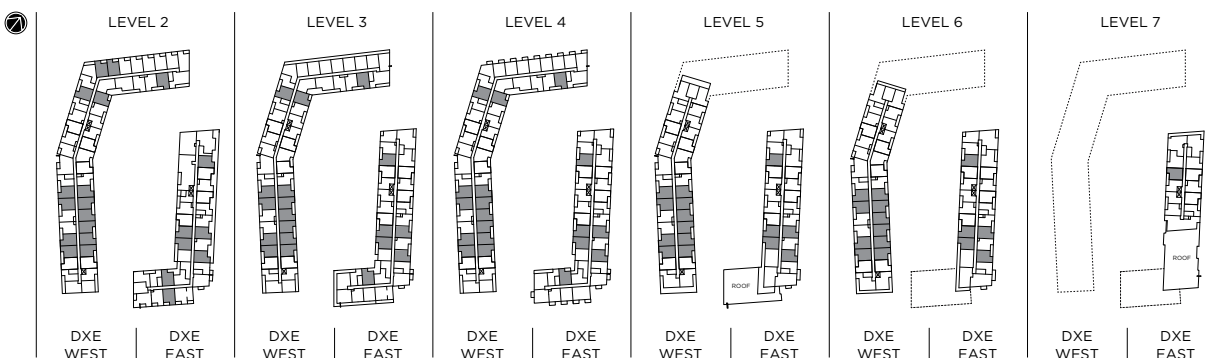 LEVEL 2
LEVEL 3
LEVEL 4
LEVEL 5
LEVEL 6
LEVEL 7
ROOF
ROOF
DXE WEST
DXE EAST
DXE WEST
DXE EAST
DXE WEST
DXE EAST
DXE WEST
DXE EAST
DXE WEST
DXE EAST
DXE WEST
DXE EAST